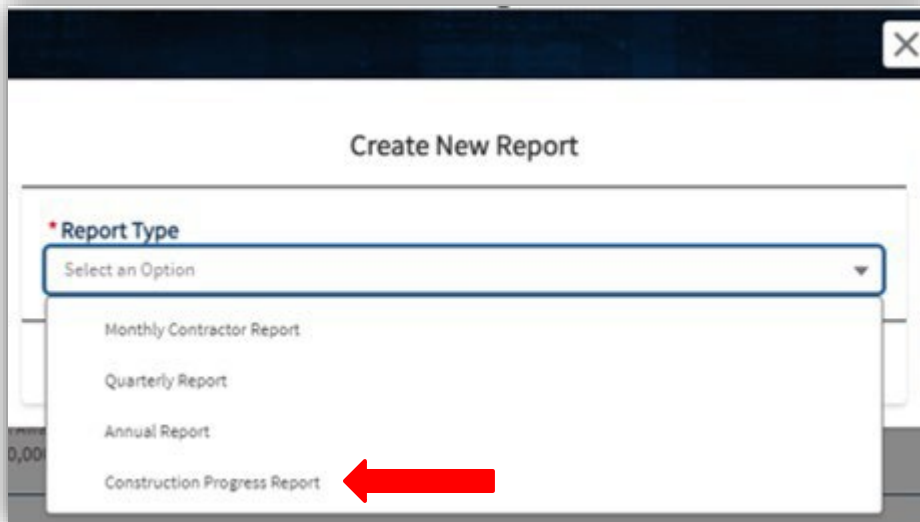 Create New Report
*Report Type
Select an Option
Monthly Contractor Report
Quarterly Report
Annual Report
Construction Progress Report